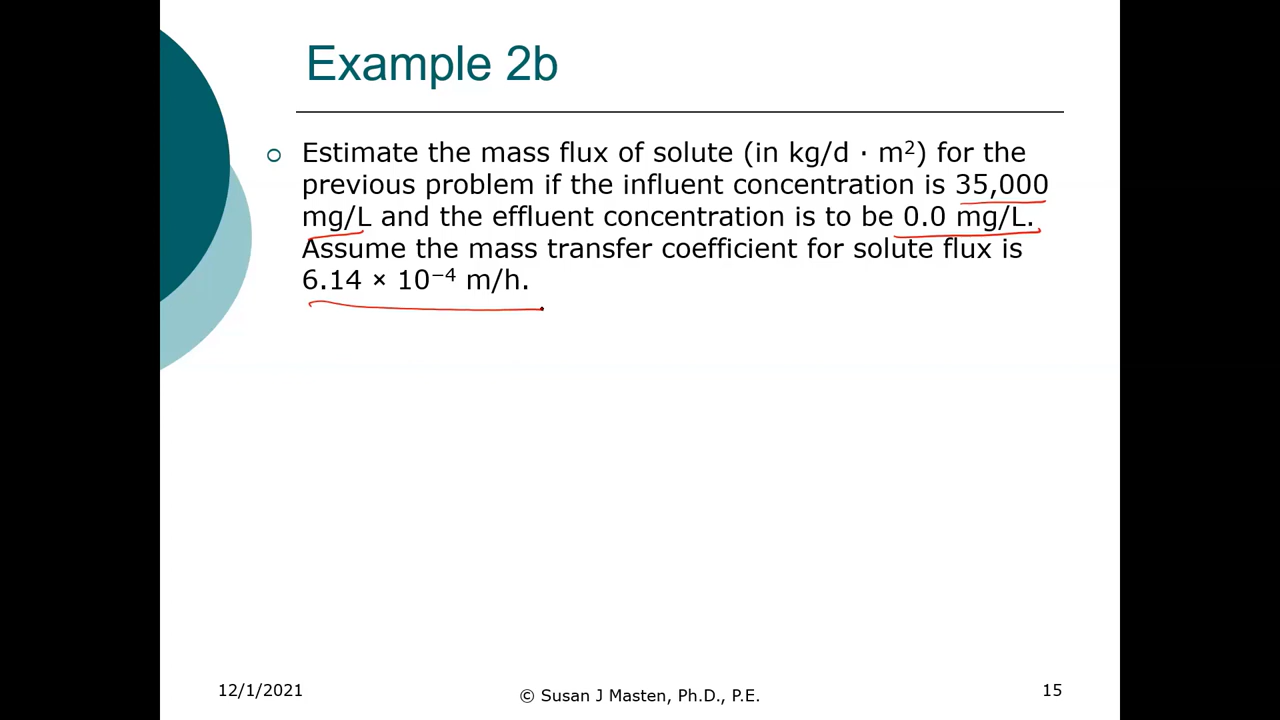 Example 2b
Estimate the mass flux of solute (in kg/d · m²) for the
previous problem if the influent concentration is 35,000
mg/L and the effluent concentration is to be 0.0 mg/L.
Assume the mass transfer coefficient for solute flux is
6.14 × 10⁻⁴ m/h.
12/1/2021
© Susan J Masten, Ph.D., P.E.
15